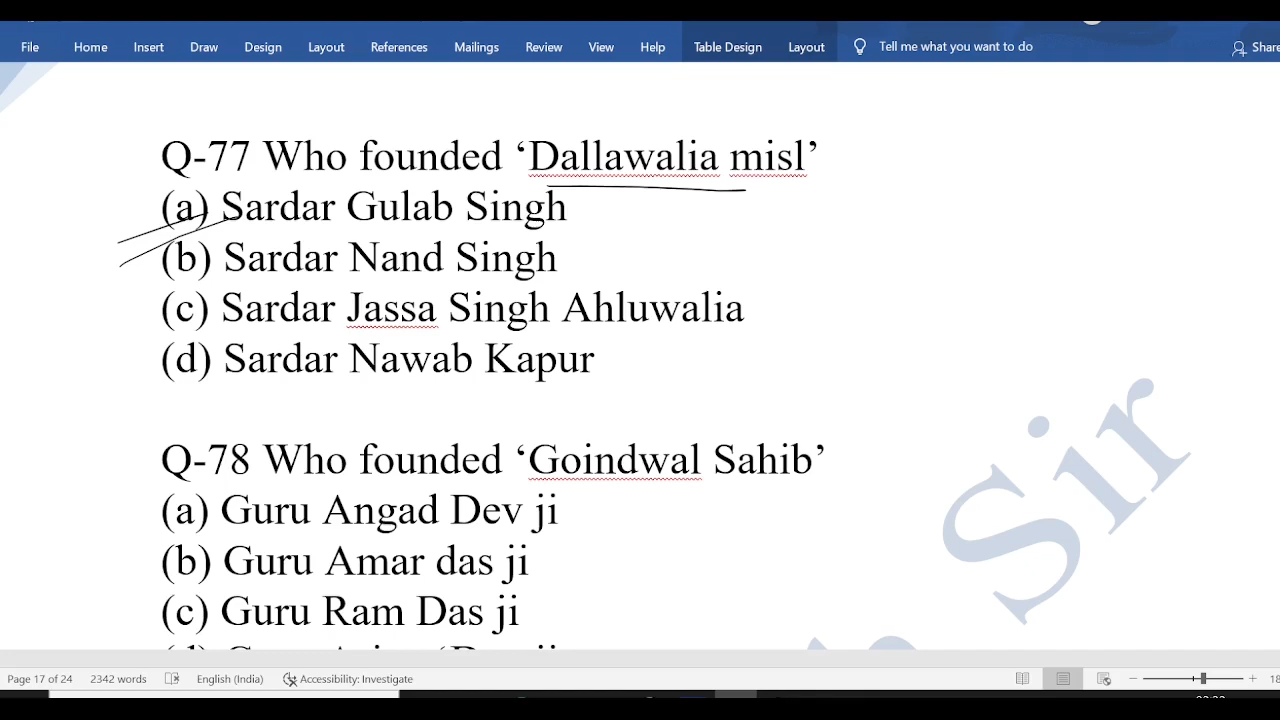 File Home Insert Draw Design Layout References Mailings Review View Help Table Design Layout Tell me what you want to do Share
Q-77 Who founded ‘Dallawalia misl’
(a) Sardar Gulab Singh
(b) Sardar Nand Singh
(c) Sardar Jassa Singh Ahluwalia
(d) Sardar Nawab Kapur
Q-78 Who founded ‘Goindwal Sahib’
(a) Guru Angad Dev ji
(b) Guru Amar das ji
(c) Guru Ram Das ji
Sir
Page 17 of 24 2342 words English (India) Accessibility: Investigate